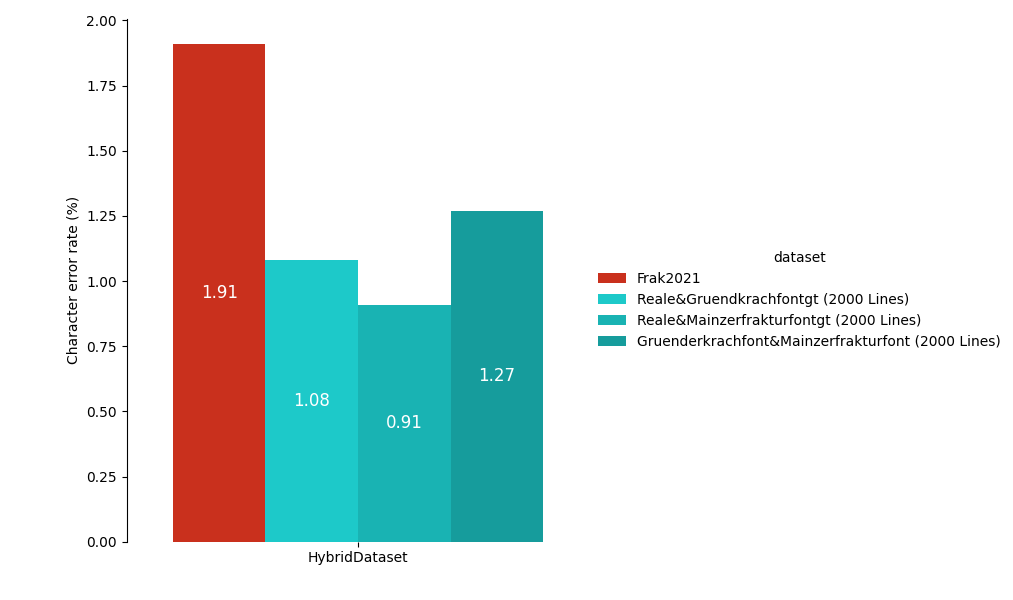 2.00
1.75
1.50
1.25
1.00
0.75
0.50
0.25
0.00
Character error rate (%)
1.91
1.08
0.91
1.27
HybridDataset
dataset
Frak2021
Reale&Gruendkrachfontgt (2000 Lines)
Reale&Mainzerfrakturfontgt (2000 Lines)
Gruenderkrachfont&Mainzerfrakturfont (2000 Lines)